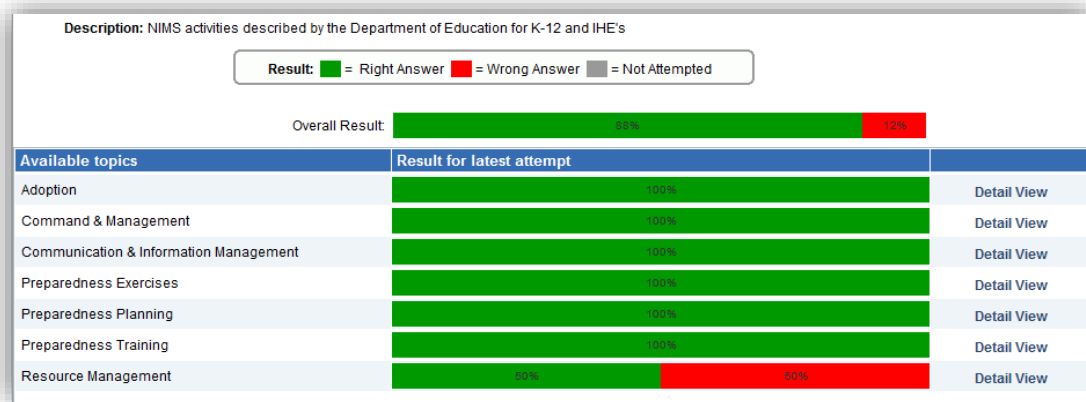 Description: NIMS activities described by the Department of Education for K-12 and IHE's
Result: = Right Answer = Wrong Answer = Not Attempted
Overall Result: 88% 12%
Available topics Result for latest attempt
Adoption 100% Detail View
Command & Management 100% Detail View
Communication & Information Management 100% Detail View
Preparedness Exercises 100% Detail View
Preparedness Planning 100% Detail View
Preparedness Training 100% Detail View
Resource Management 50% 50% Detail View